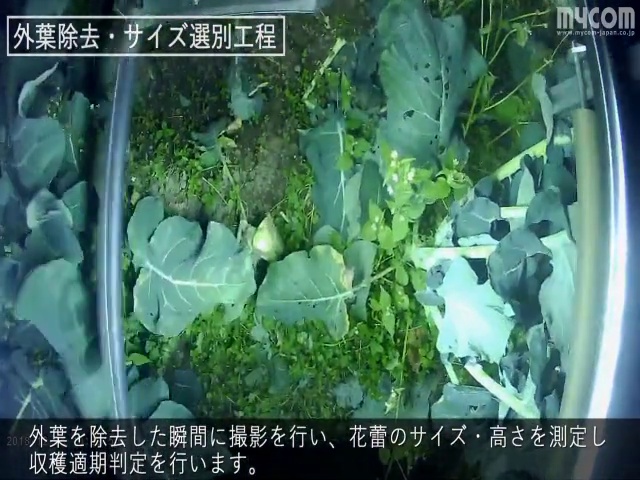 外葉除去・サイズ選別工程
mycom
www.mycom-japan.co.jp
外葉を除去した瞬間に撮影を行い、花蕾のサイズ・高さを測定し
収穫適期判定を行います。